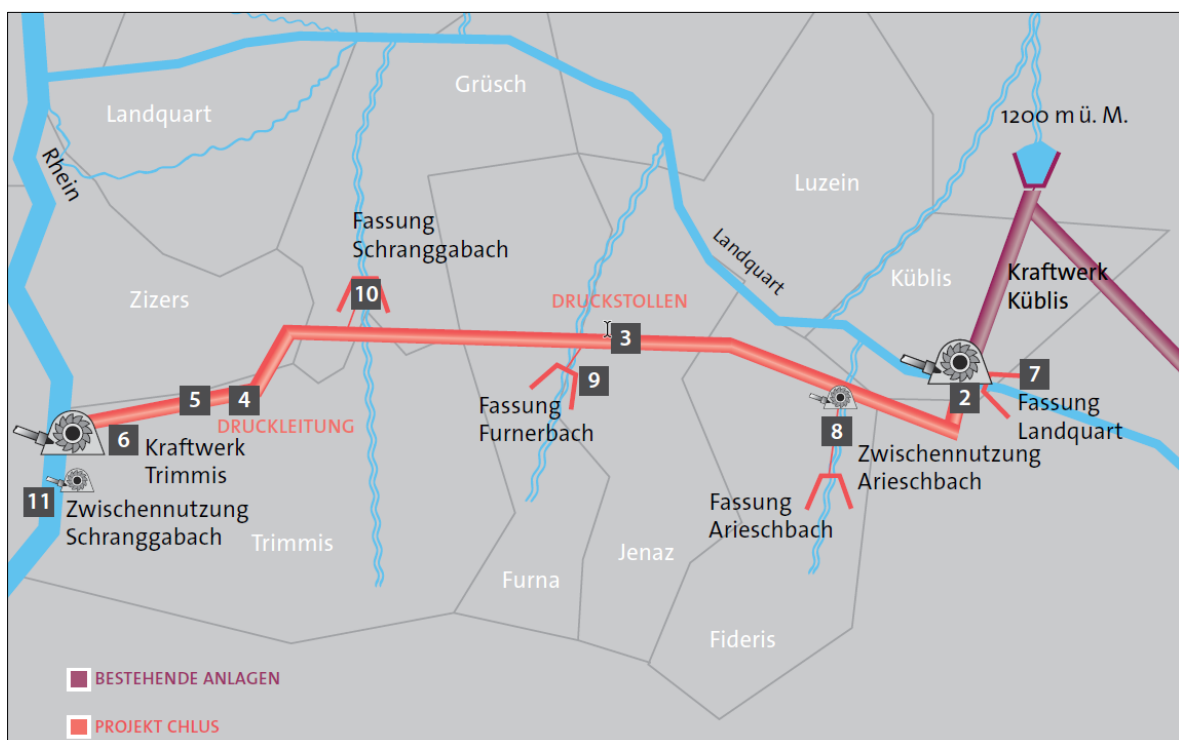 Grüsch
Landquart
1200 m ü. M.
Rhein
Luzein
Fassung
Schranggabach
Landquart
Küblis
Kraftwerk
Küblis
10
Zizers
DRUCKSTOLLEN
3
7
2
9
Fassung
Landquart
5
4
8
Fassung
Furnerbach
DRUCKLEITUNG
6
Kraftwerk
Trimmis
Zwischennutzung
Arieschbach
11
Zwischennutzung
Schranggabach
Fassung
Arieschbach
Trimmis
Jenaz
Furna
Fideris
BESTEHENDE ANLAGEN
PROJEKT CHLUS